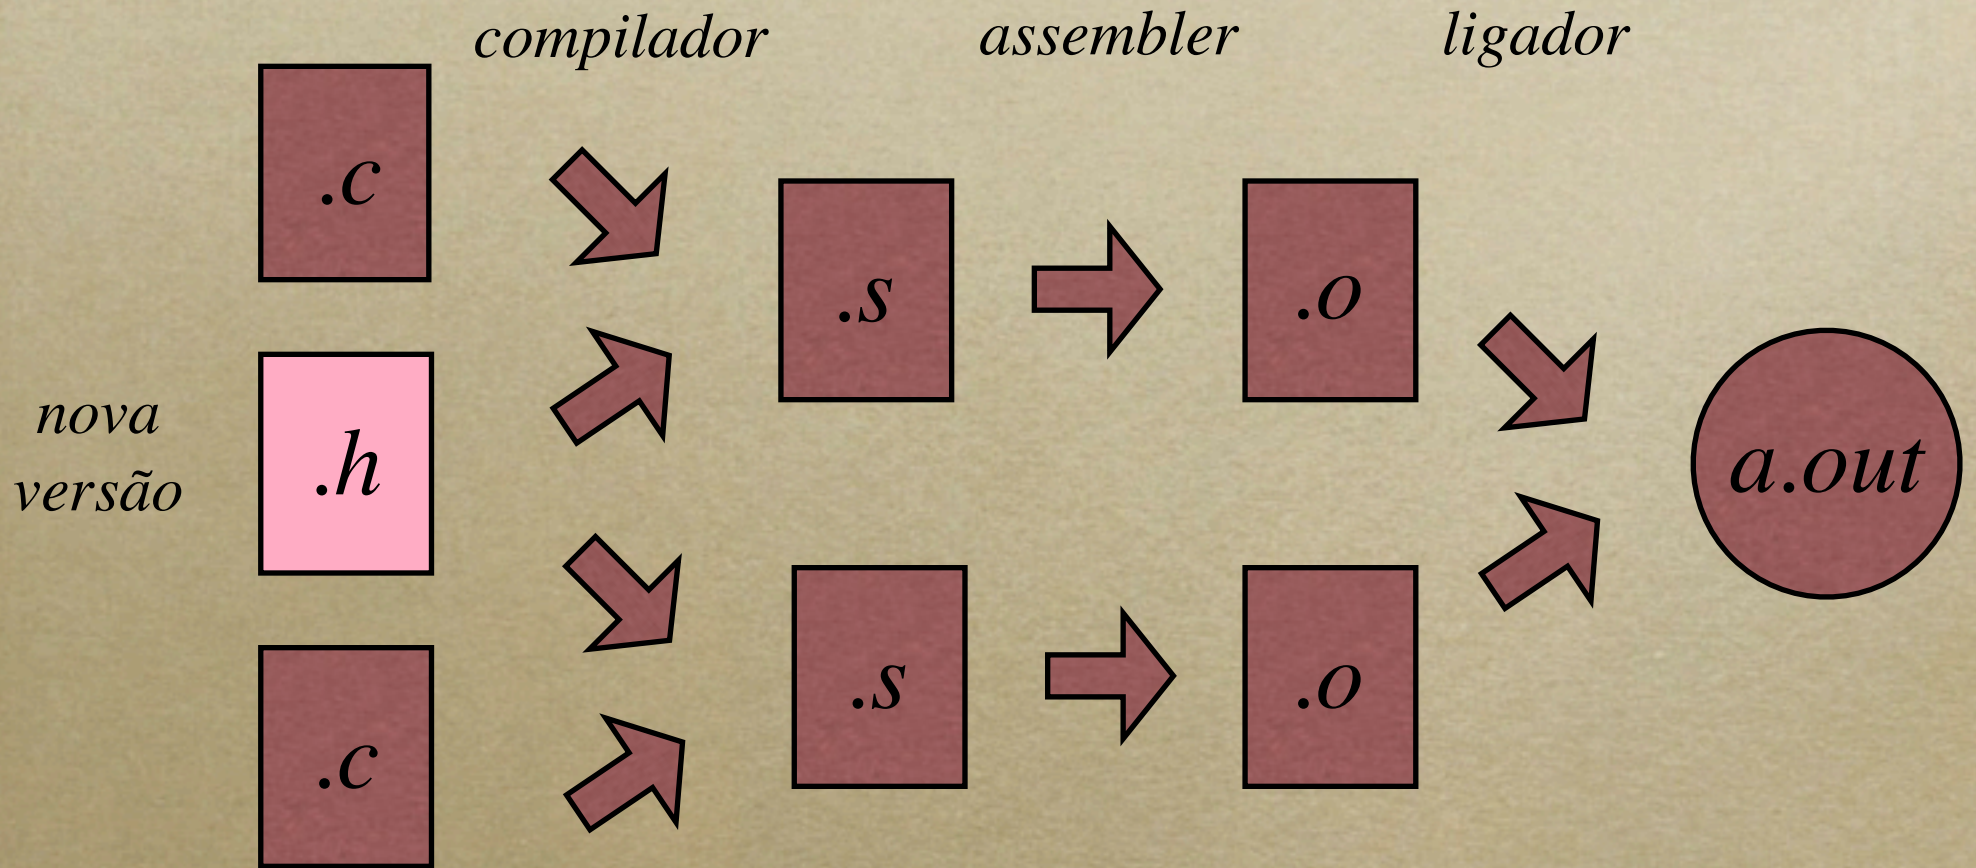 compilador
assembler
ligador
.c
.s
.o
nova
versão
.h
a.out
.c
.s
.o